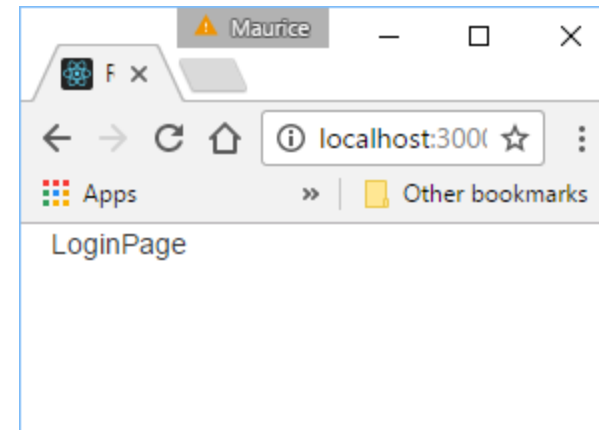 Maurice
F
localhost:300
Apps » Other bookmarks
LoginPage